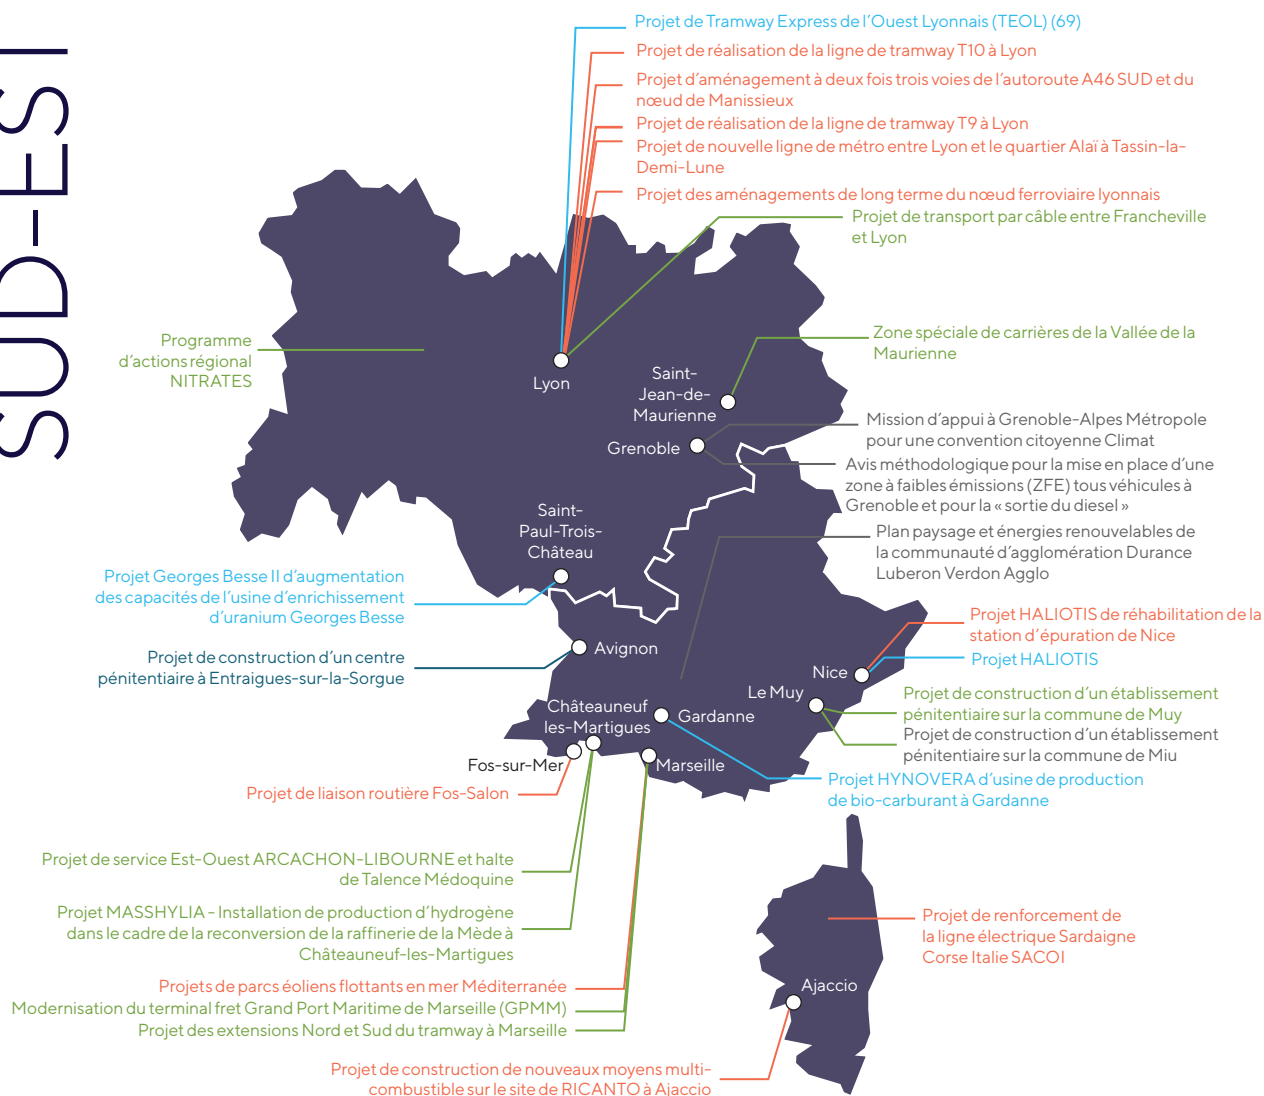 SUD-EST
Projet de Tramway Express de l'Ouest Lyonnais (TEOL) (69)
Projet de réalisation de la ligne de tramway T10 à Lyon
Projet d'aménagement à deux fois trois voies de l'autoroute A46 SUD et du
nœud de Manissieux
Projet de réalisation de la ligne de tramway T9 à Lyon
Projet de nouvelle ligne de métro entre Lyon et le quartier Alaï à Tassin-la-
Demi-Lune
Projet des aménagements de long terme du nœud ferroviaire lyonnais
Projet de transport par câble entre Francheville
et Lyon
Programme
d'actions régional
NITRATES
Zone spéciale de carrières de la Vallée de la
Maurienne
Lyon
Saint-
Jean-de-
Maurienne
Grenoble
Mission d'appui à Grenoble-Alpes Métropole
pour une convention citoyenne Climat
Avis méthodologique pour la mise en place d'une
zone à faibles émissions (ZFE) tous véhicules à
Grenoble et pour la « sortie du diesel »
Saint-
Paul-Trois-
Château
Plan paysage et énergies renouvelables de
la communauté d'agglomération Durance
Luberon Verdon Agglo
Projet Georges Besse II d'augmentation
des capacités de l'usine d'enrichissement
d'uranium Georges Besse
Projet HALIOTIS de réhabilitation de la
station d'épuration de Nice
Projet HALIOTIS
Avignon
Projet de construction d'un centre
pénitentiaire à Entraigues-sur-la-Sorgue
Nice
Le Muy
Projet de construction d'un établissement
pénitentiaire sur la commune de Muy
Projet de construction d'un établissement
pénitentiaire sur la commune de Miu
Châteauneuf
les-Martigues
Gardanne
Fos-sur-Mer
Marseille
Projet HYNOVERA d'usine de production
de bio-carburant à Gardanne
Projet de liaison routière Fos-Salon
Projet de service Est-Ouest ARCACHON-LIBOURNE et halte
de Talence Médoquine
Projet MASSHYLIA - Installation de production d'hydrogène
dans le cadre de la reconversion de la raffinerie de la Mède à
Châteauneuf-les-Martigues
Projet de renforcement de
la ligne électrique Sardaigne
Corse Italie SACOI
Projets de parcs éoliens flottants en mer Méditerranée
Modernisation du terminal fret Grand Port Maritime de Marseille (GPMM)
Projet des extensions Nord et Sud du tramway à Marseille
Ajaccio
Projet de construction de nouveaux moyens multi-
combustible sur le site de RICANTO à Ajaccio